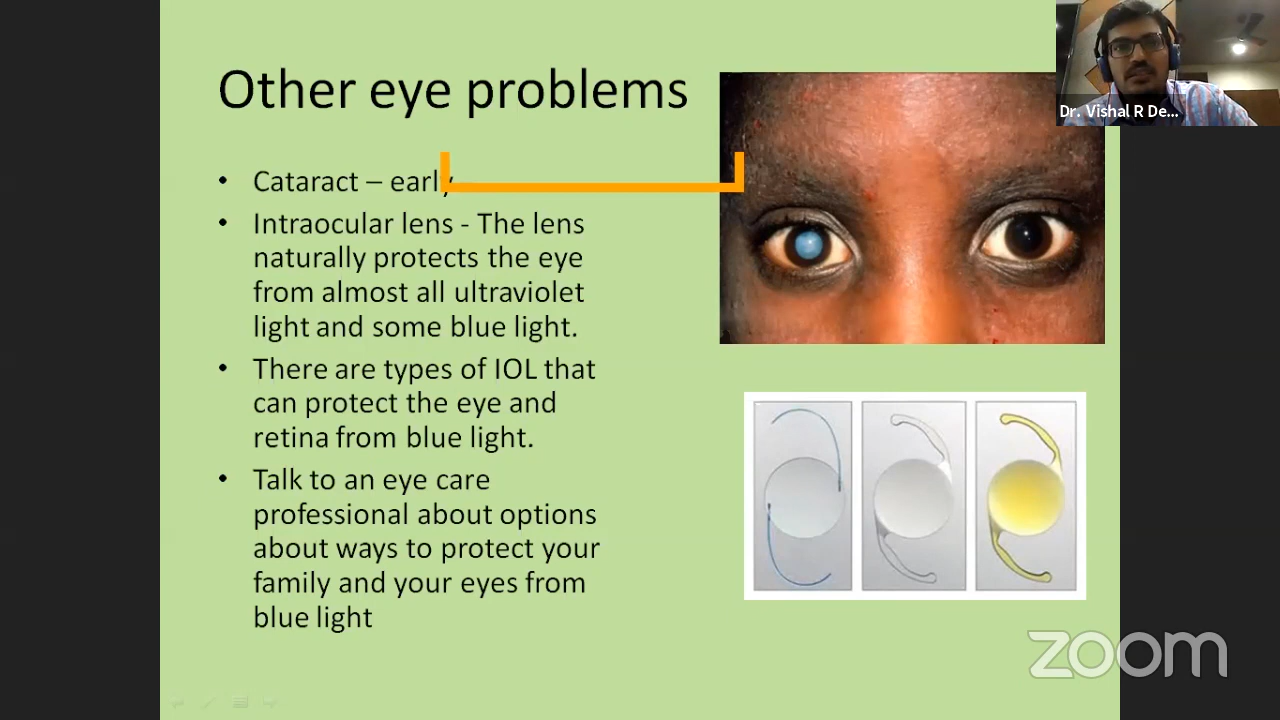 Other eye problems
Dr. Vishal R De...
• Cataract – early
• Intraocular lens - The lens
naturally protects the eye
from almost all ultraviolet
light and some blue light.
• There are types of IOL that
can protect the eye and
retina from blue light.
• Talk to an eye care
professional about options
about ways to protect your
family and your eyes from
blue light
zoom